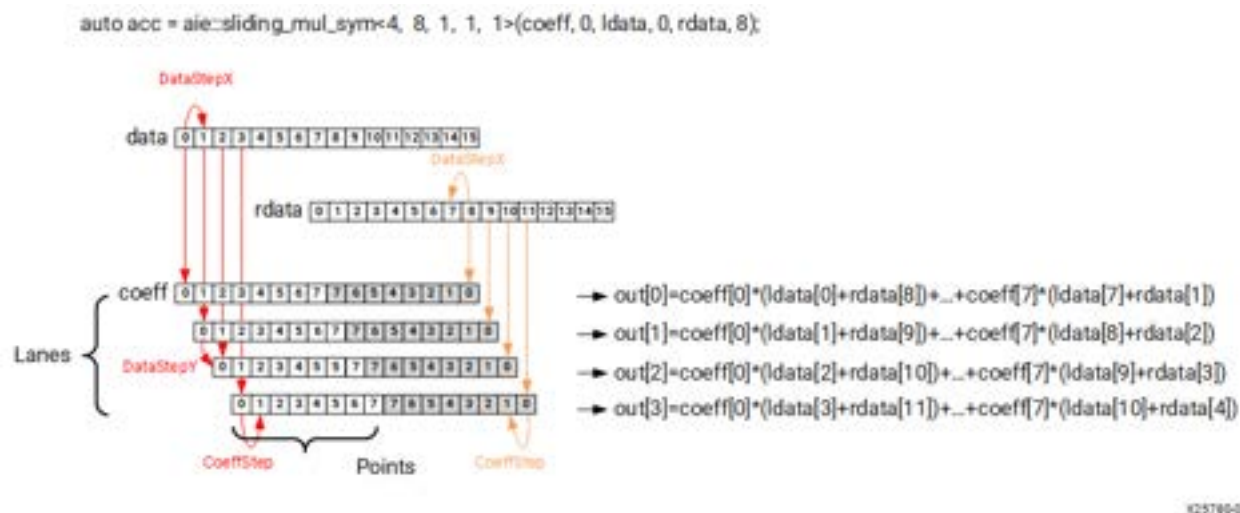 auto acc = aie::sliding_mul_sym<4, 8, 1, 1, 1>(coeff, 0, ldata, 0, rdata, 8);
DataStepX
data 0 1 2 3 4 5 6 7 8 9 10 11 12 13 14 15
DataStepX
rdata 0 1 2 3 4 5 6 7 8 9 10 11 12 13 14 15
coeff 0 1 2 3 4 5 6 7 7 6 5 4 3 2 1 0 out[0]=coeff[0]*(ldata[0]+rdata[8])+...+coeff[7]*(ldata[7]+rdata[1])
0 1 2 3 4 5 6 7 7 6 5 4 3 2 1 0 out[1]=coeff[0]*(ldata[1]+rdata[9])+...+coeff[7]*(ldata[8]+rdata[2])
Lanes
DataStepY 0 1 2 3 4 5 5 7 7 6 5 4 3 2 1 0 out[2]=coeff[0]*(ldata[2]+rdata[10])+...+coeff[7]*(ldata[9]+rdata[3])
0 1 2 3 4 5 6 7 7 6 5 4 3 2 1 0 out[3]=coeff[0]*(ldata[3]+rdata[11])+...+coeff[7]*(ldata[10]+rdata[4])
CoeffStep Points CoeffStep